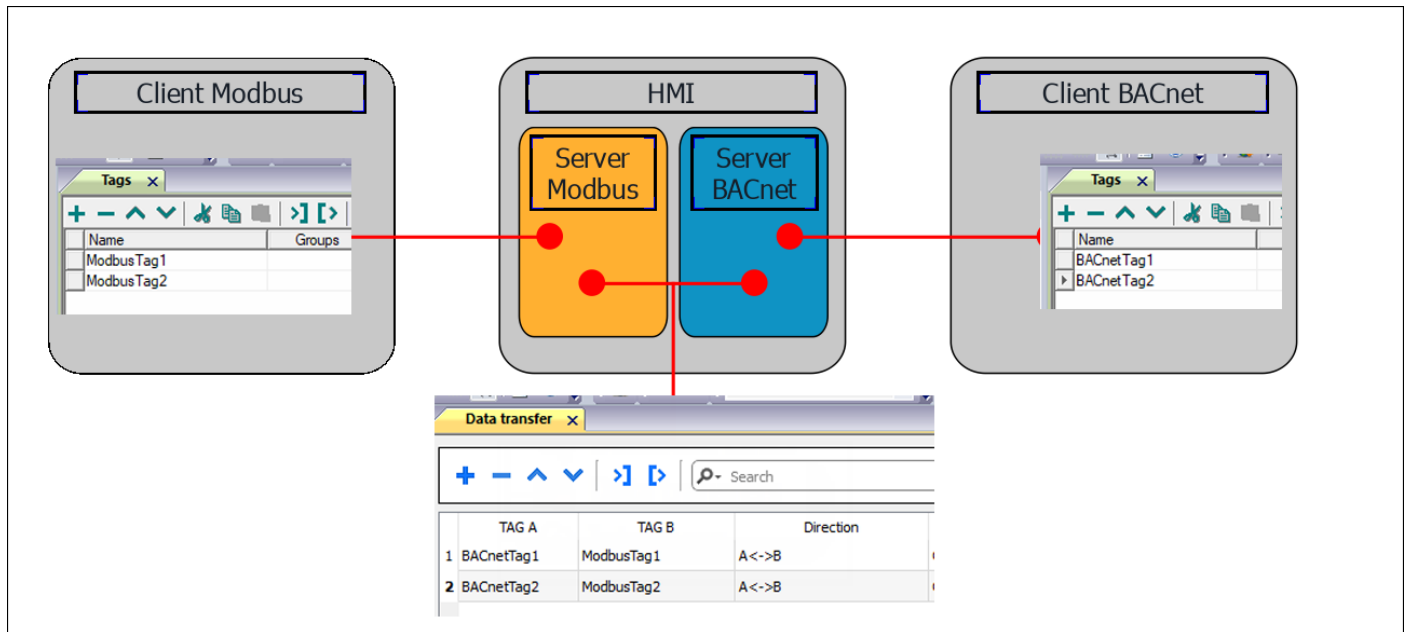 Client Modbus
HMI
Client BACnet
Server
Modbus
Server
BACnet
Tags
Name Groups
ModbusTag1
ModbusTag2
Tags
Name
BACnetTag1
BACnetTag2
Data transfer
Search
TAG A TAG B Direction
1 BACnetTag1 ModbusTag1 A<->B
2 BACnetTag2 ModbusTag2 A<->B